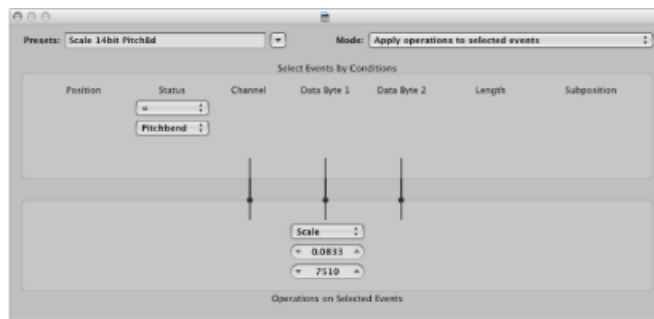 Presets: Scale 14bit PitchBd Mode: Apply operations to selected events
Select Events by Conditions
Position Status Channel Data Byte 1 Data Byte 2 Length Subposition
=
Pitchbend
Scale
0.0833
7510
Operations on Selected Events